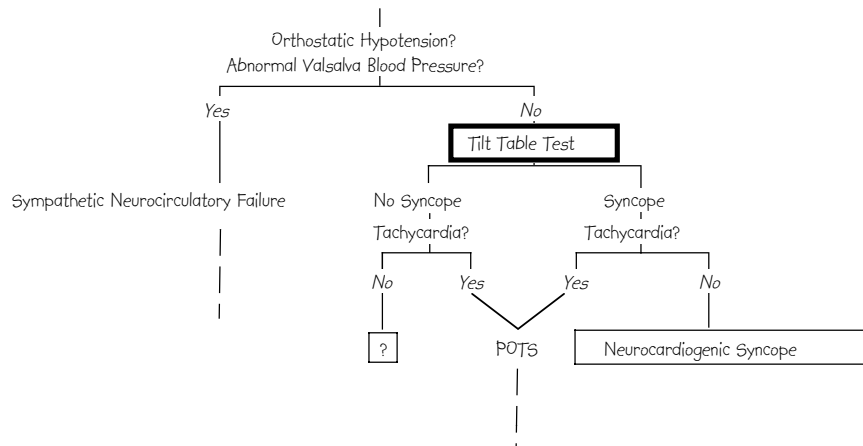 Orthostatic Hypotension?
Abnormal Valsalva Blood Pressure?
Yes
No
Tilt Table Test
Sympathetic Neurocirculatory Failure
No Syncope
Syncope
Tachycardia?
Tachycardia?
No
Yes
Yes
No
?
POTS
Neurocardiogenic Syncope